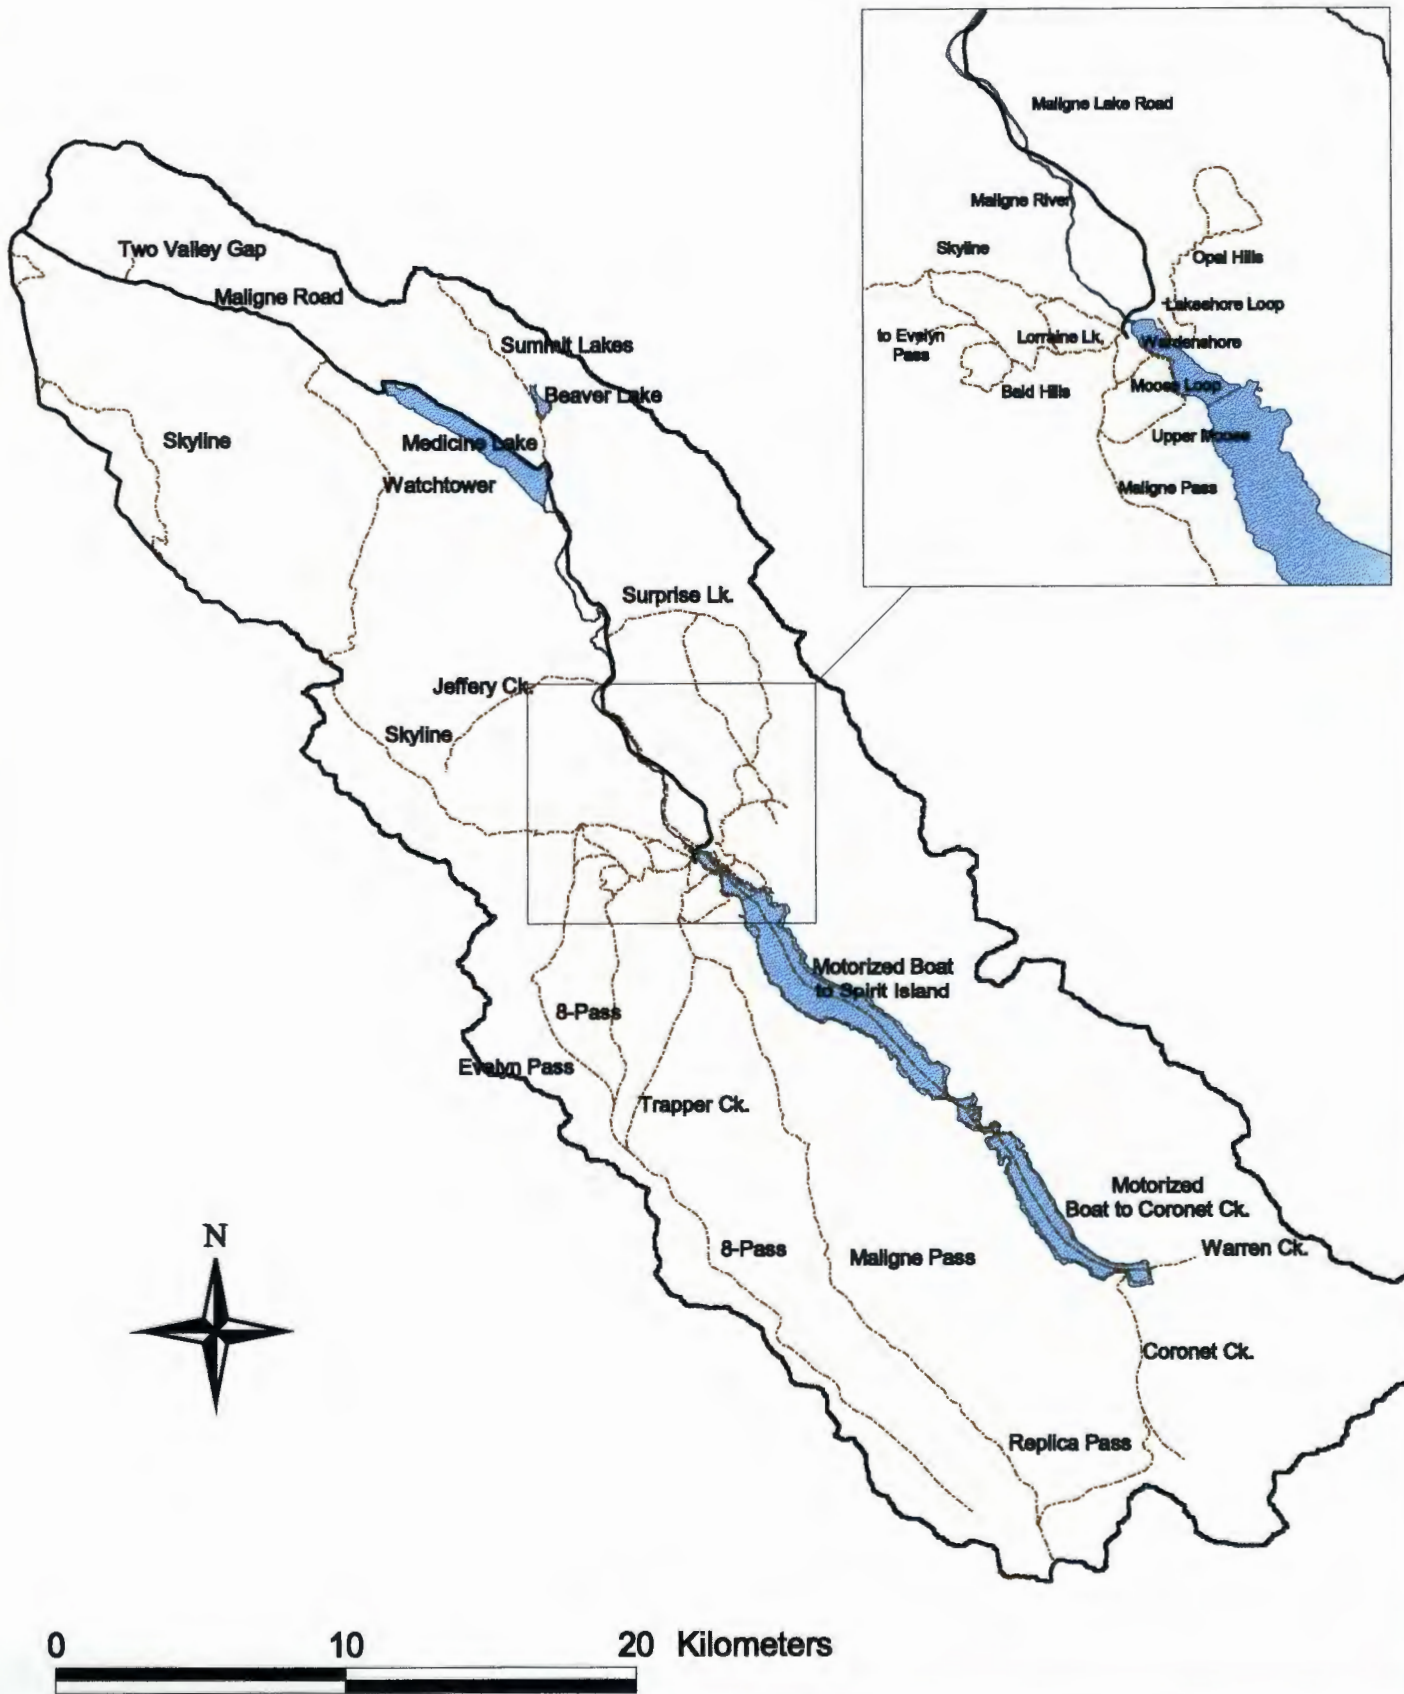 Maligne Lake Road
Maligne River
Skyline
Opal Hills
Lakeshore Loop
to Evelyn
Pass
Lorraine Lk.
Wardenshore
Bald Hills
Moose Loop
Upper Moose
Maligne Pass
Two Valley Gap
Maligne Road
Summit Lakes
Beaver Lake
Skyline
Medicine Lake
Watchtower
Surprise Lk.
Jeffery Ck.
Skyline
Motorized Boat
to Spirit Island
8-Pass
Evelyn Pass
Trapper Ck.
Motorized
Boat to Coronet Ck.
Warren Ck.
8-Pass
Maligne Pass
N
Coronet Ck.
Replica Pass
0 10 20 Kilometers